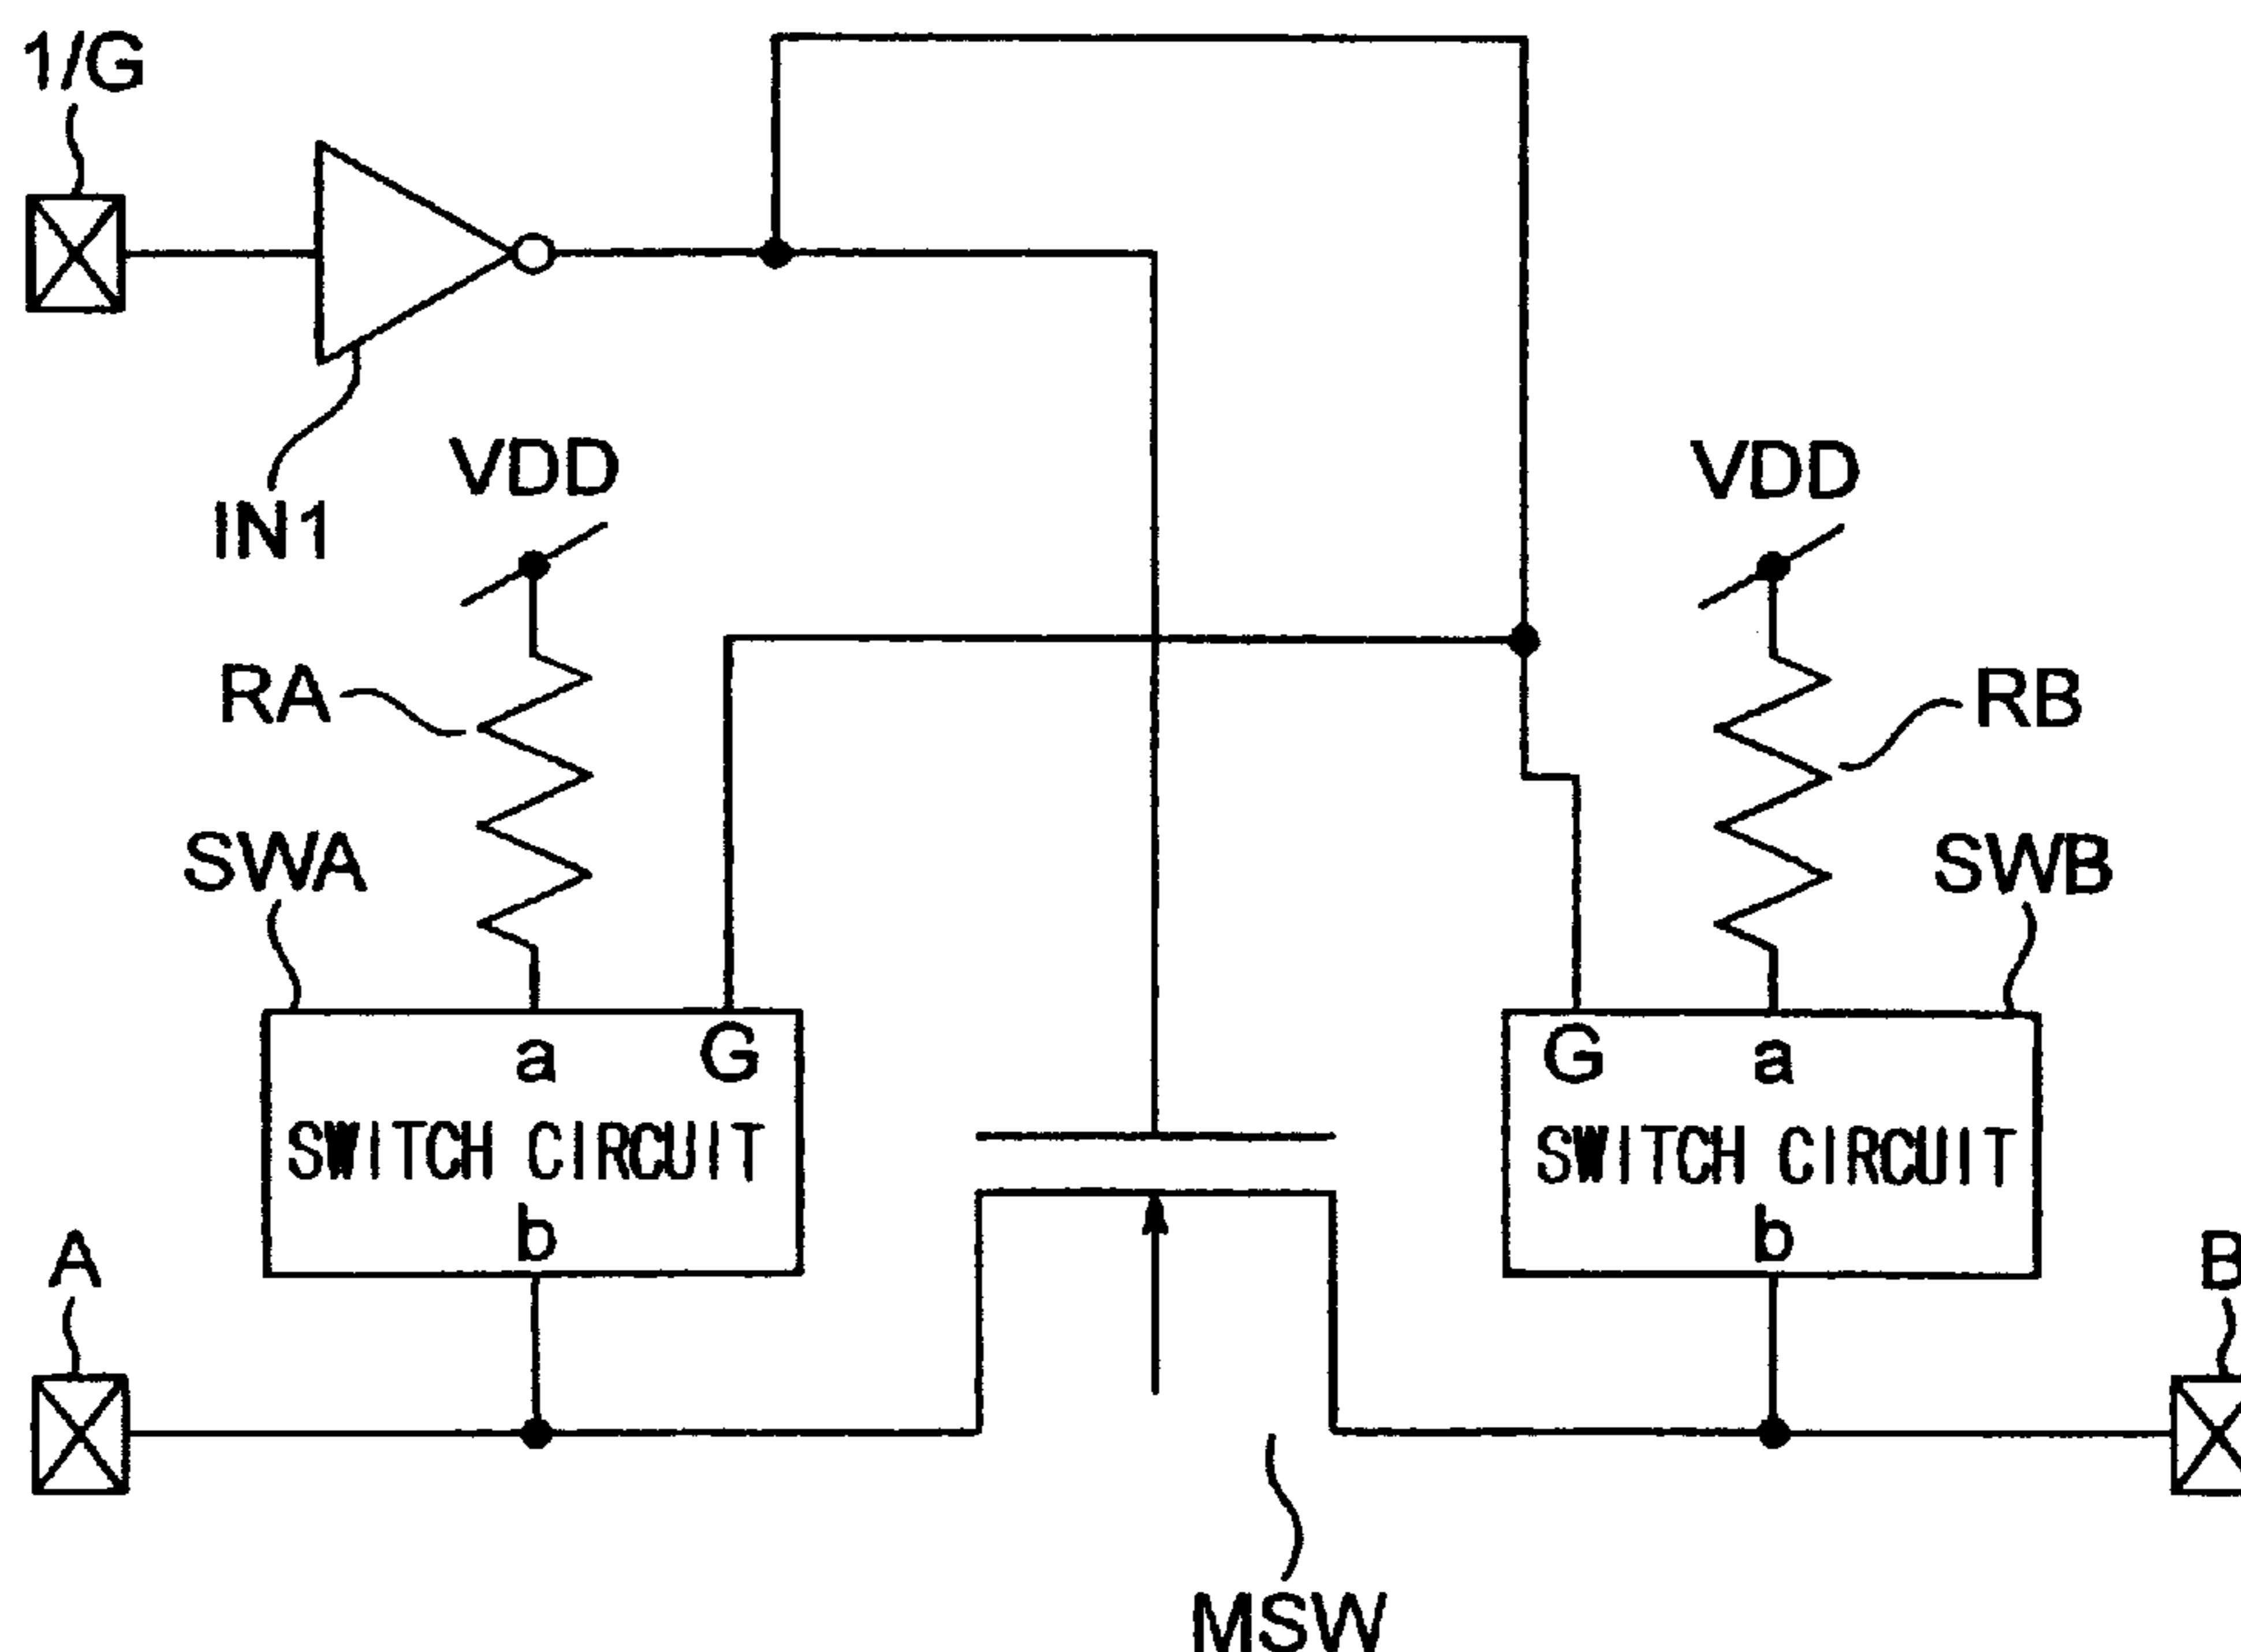 1/G
IN1
VDD
VDD
RA
RB
SWA
SWB
a G
G a
SWITCH CIRCUIT
SWITCH CIRCUIT
b
b
A
B
MSW